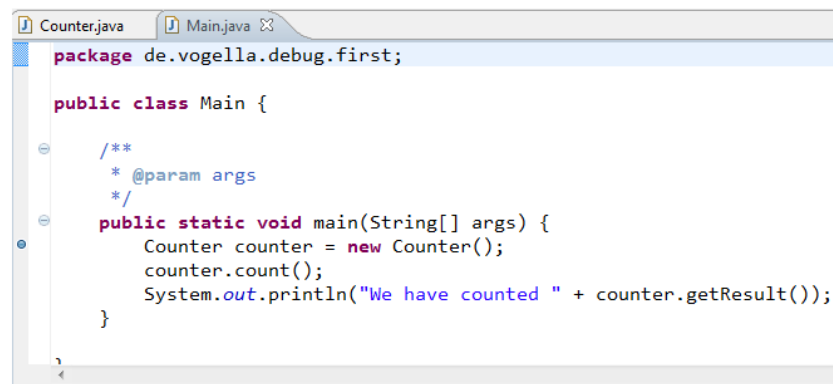 Counter.java Main.java
package de.vogella.debug.first;
public class Main {
/**
* @param args
*/
public static void main(String[] args) {
Counter counter = new Counter();
counter.count();
System.out.println("We have counted " + counter.getResult());
}
}